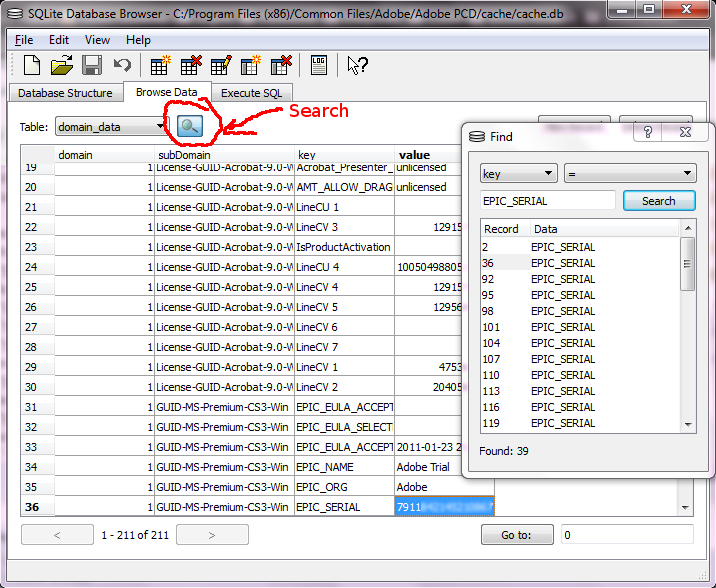 SQLite Database Browser - C:/Program Files (x86)/Common Files/Adobe/Adobe PCD/cache/cache.db
File Edit View Help
LOG
Database Structure Browse Data Execute SQL
Search
Table: domain_data
domain subDomain key value
19 1 License-GUID-Acrobat-9.0-W Acrobat_Presenter_ unlicensed
20 1 License-GUID-Acrobat-9.0-W AMT_ALLOW_DRAG unlicensed
21 1 License-GUID-Acrobat-9.0-W LineCU 1
22 1 License-GUID-Acrobat-9.0-W LineCV 3 12915
23 1 License-GUID-Acrobat-9.0-W IsProductActivation
24 1 License-GUID-Acrobat-9.0-W LineCU 4 10050498805
25 1 License-GUID-Acrobat-9.0-W LineCV 4 12915
26 1 License-GUID-Acrobat-9.0-W LineCV 5 12956
27 1 License-GUID-Acrobat-9.0-W LineCV 6
28 1 License-GUID-Acrobat-9.0-W LineCV 7
29 1 License-GUID-Acrobat-9.0-W LineCV 1 4753
30 1 License-GUID-Acrobat-9.0-W LineCV 2 20405
31 1 GUID-MS-Premium-CS3-Win EPIC_EULA_ACCEPT
32 1 GUID-MS-Premium-CS3-Win EPIC_EULA_SELECTI
33 1 GUID-MS-Premium-CS3-Win EPIC_EULA_ACCEPT 2011-01-23 2
34 1 GUID-MS-Premium-CS3-Win EPIC_NAME Adobe Trial
35 1 GUID-MS-Premium-CS3-Win EPIC_ORG Adobe
36 1 GUID-MS-Premium-CS3-Win EPIC_SERIAL 7911
< 1 - 211 of 211 > Go to: 0
Find
key =
EPIC_SERIAL Search
Record Data
2 EPIC_SERIAL
36 EPIC_SERIAL
92 EPIC_SERIAL
95 EPIC_SERIAL
98 EPIC_SERIAL
101 EPIC_SERIAL
104 EPIC_SERIAL
107 EPIC_SERIAL
110 EPIC_SERIAL
113 EPIC_SERIAL
116 EPIC_SERIAL
119 EPIC_SERIAL
Found: 39